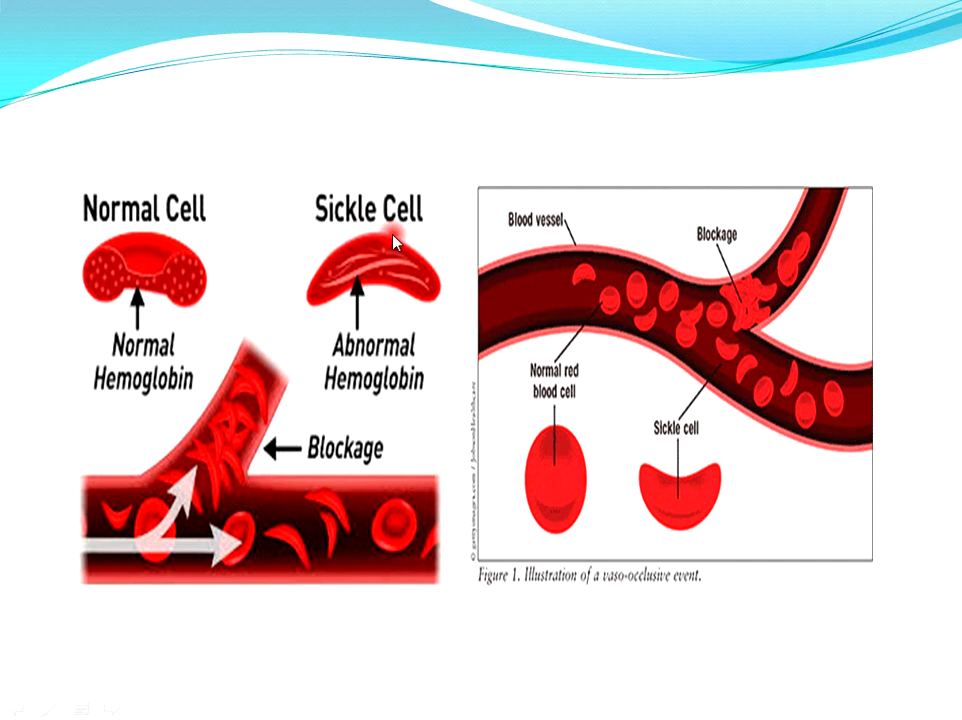 Normal Cell
Sickle Cell
Normal
Hemoglobin
Abnormal
Hemoglobin
Blockage
Blood vessel
Blockage
Normal red
blood cell
Sickle cell
Figure 1. Illustration of a vaso-occlusive event.